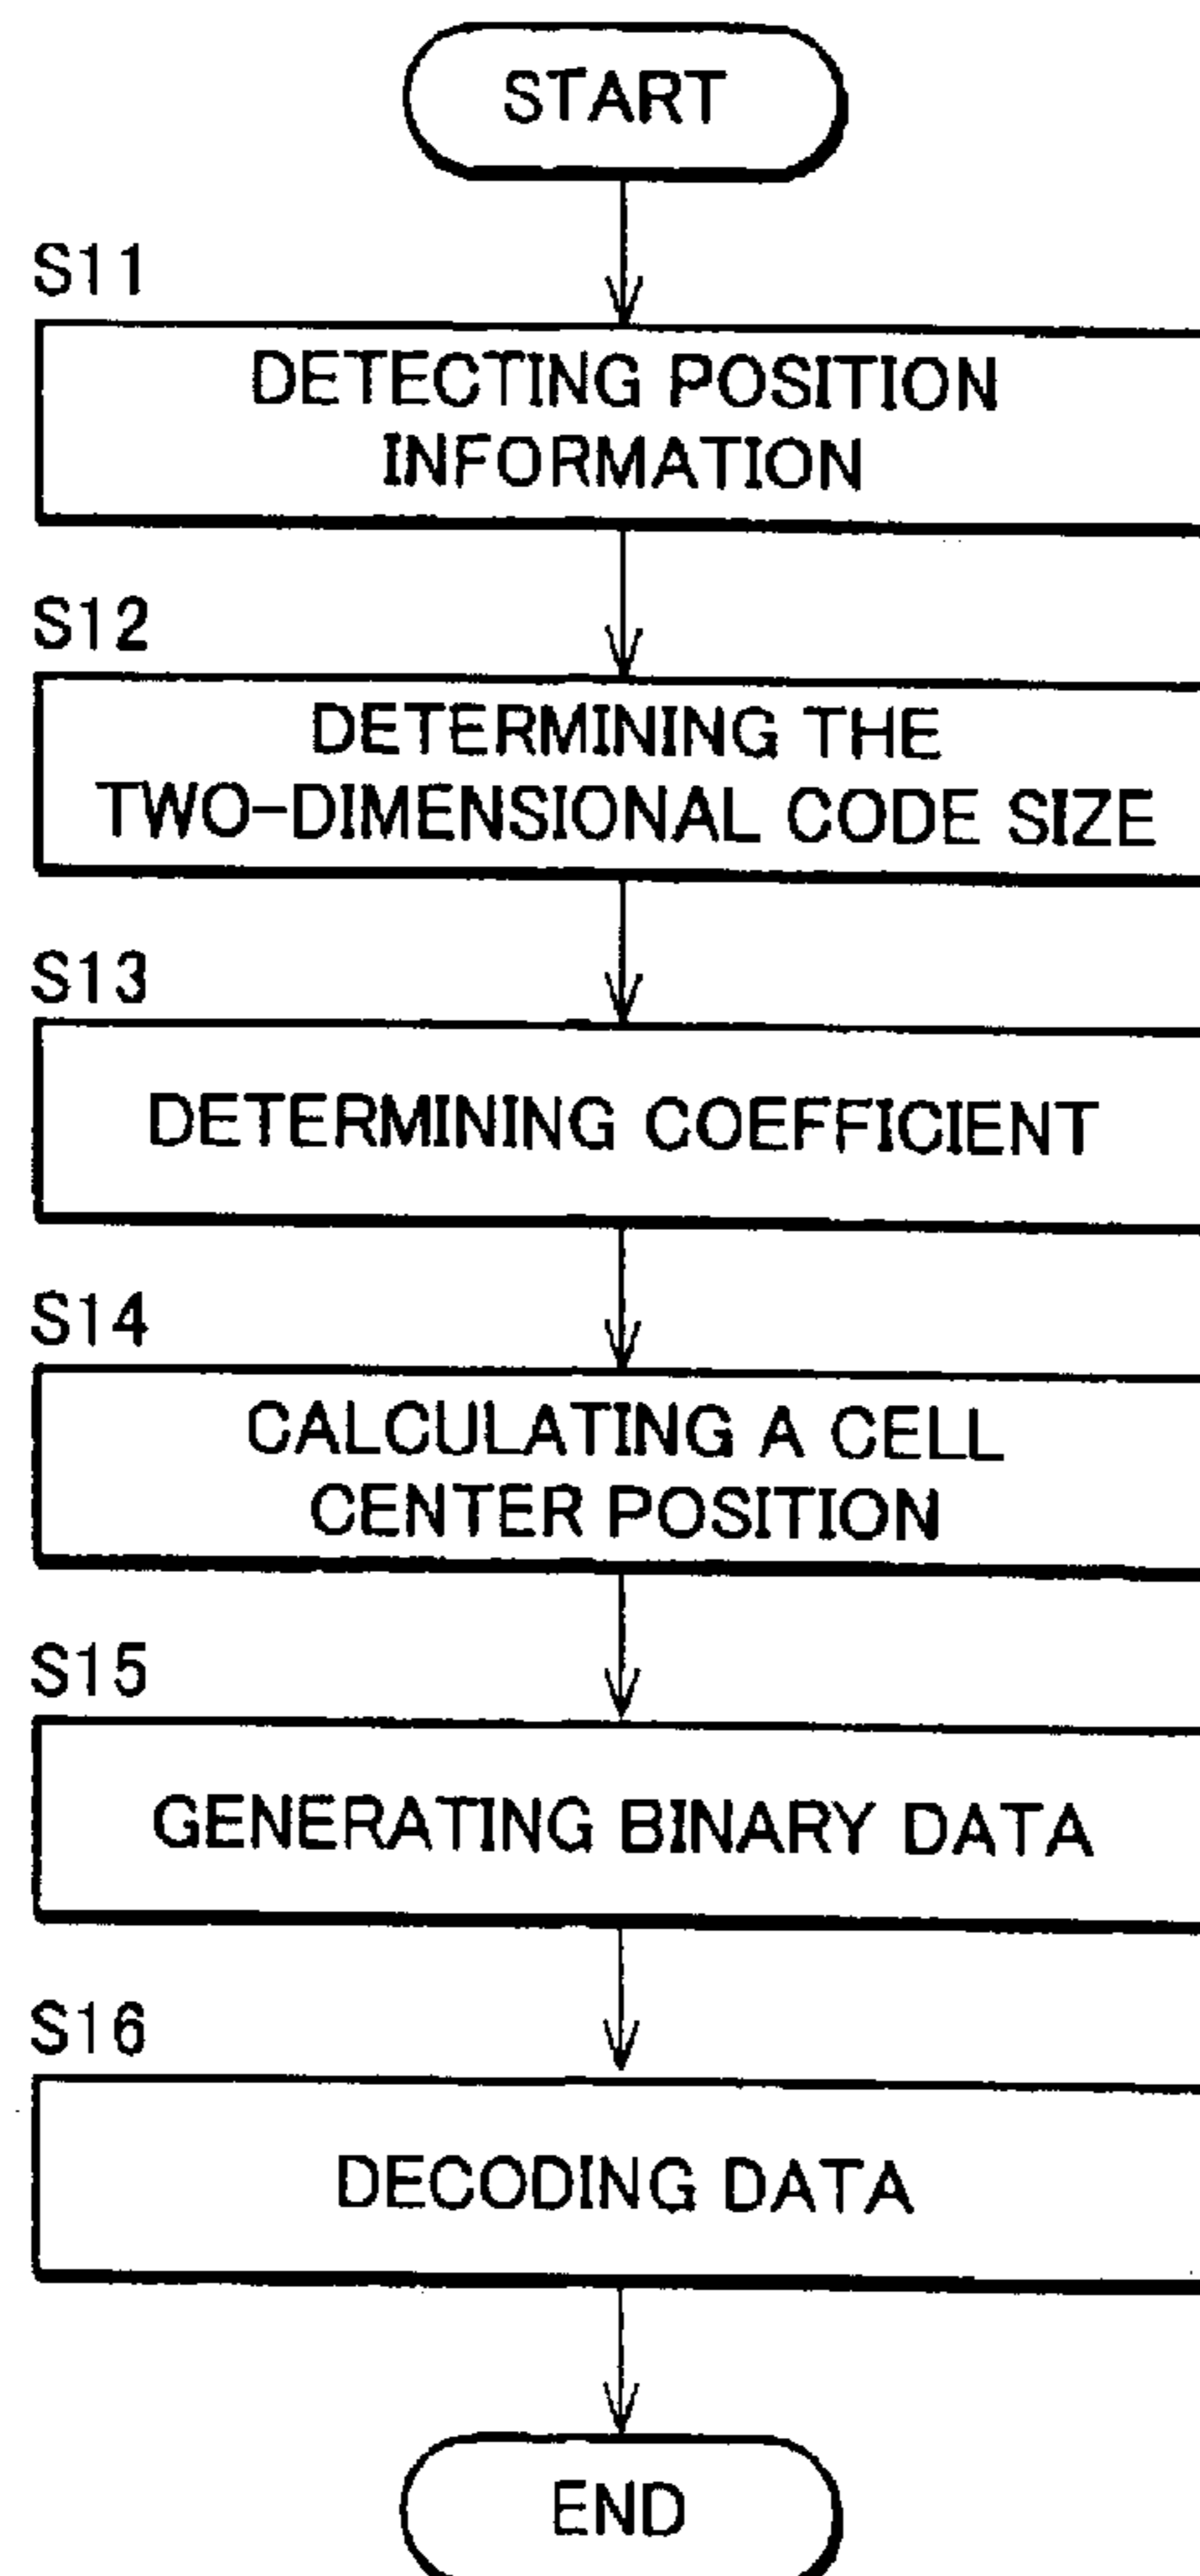 START
S11
DETECTING POSITION
INFORMATION
S12
DETERMINING THE
TWO-DIMENSIONAL CODE SIZE
S13
DETERMINING COEFFICIENT
S14
CALCULATING A CELL
CENTER POSITION
S15
GENERATING BINARY DATA
S16
DECODING DATA
END